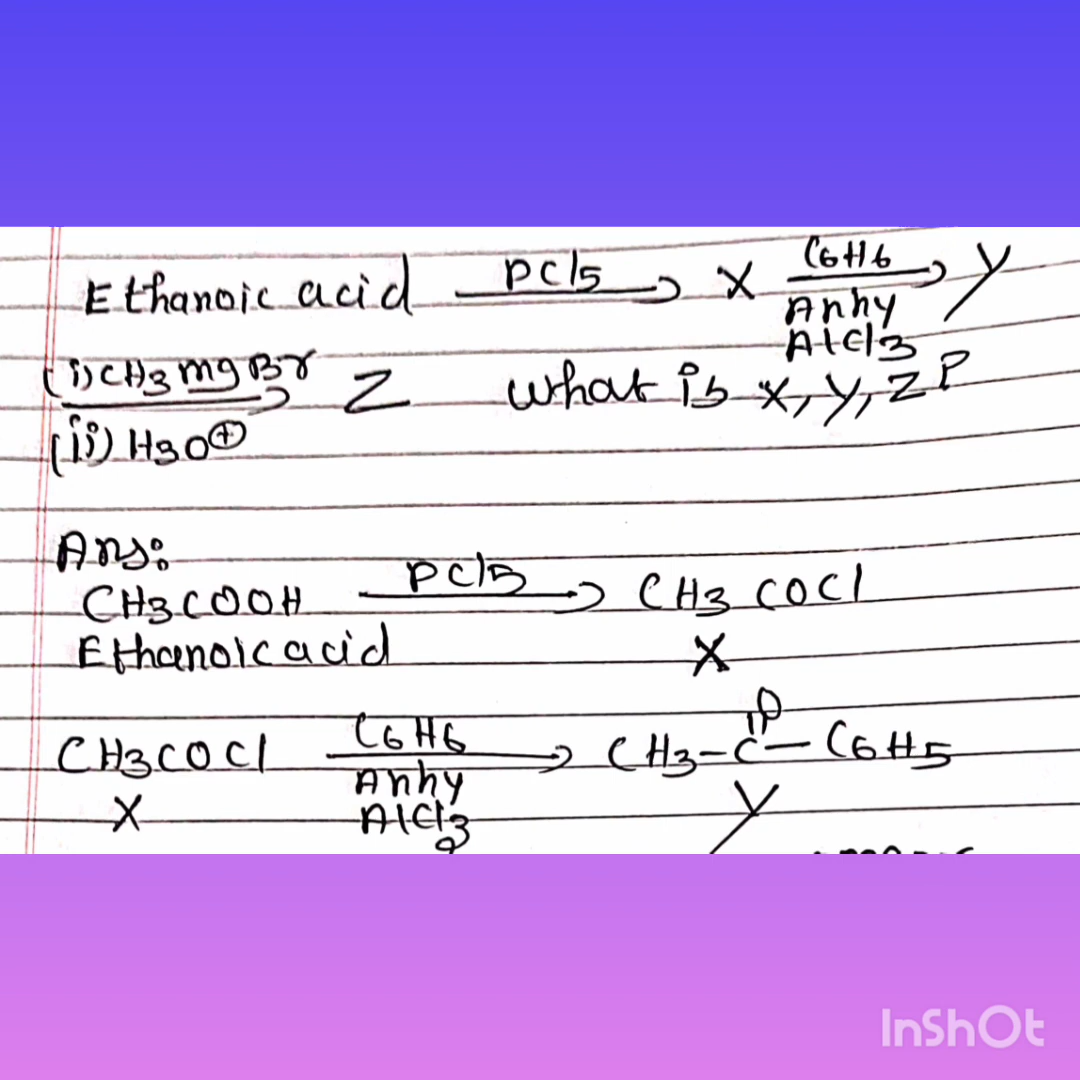 Ethanoic acid PCl5 → X C6H6 → Y
Anhy
AlCl3
(i) CH3MgBr → Z What is X, Y, Z?
(ii) H3O⊕
Ans:
CH3COOH PCl5 → CH3COCl
Ethanoic acid X
CH3COCl C6H6 → CH3-C-C6H5
O
X Anhy Y
AlCl3
InShOt